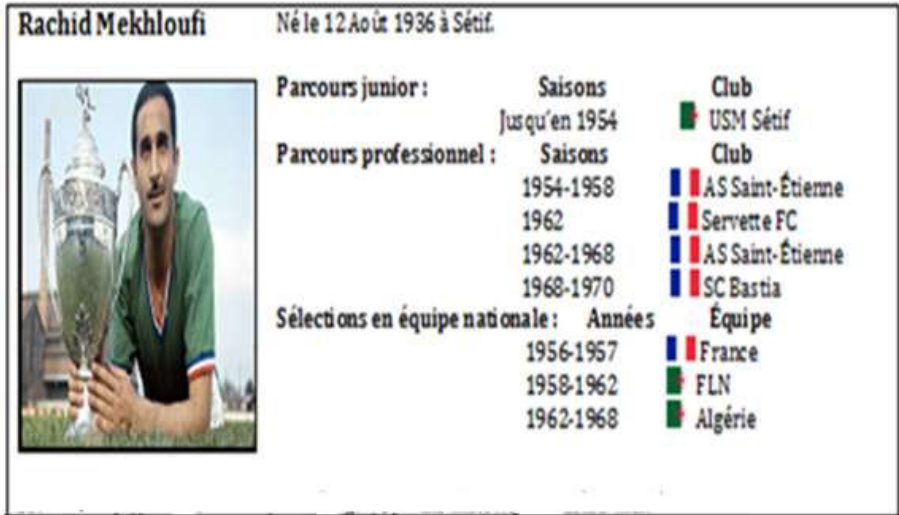 Rachid Mekhloufi Né le 12 Août 1936 à Sétif.
Parcours junior : Saisons Club
Jusqu'en 1954 USM Sétif
Parcours professionnel : Saisons Club
1954-1958 AS Saint-Étienne
1962 Servette FC
1962-1968 AS Saint-Étienne
1968-1970 SC Bastia
Sélections en équipe nationale : Années Équipe
1956-1957 France
1958-1962 FLN
1962-1968 Algérie